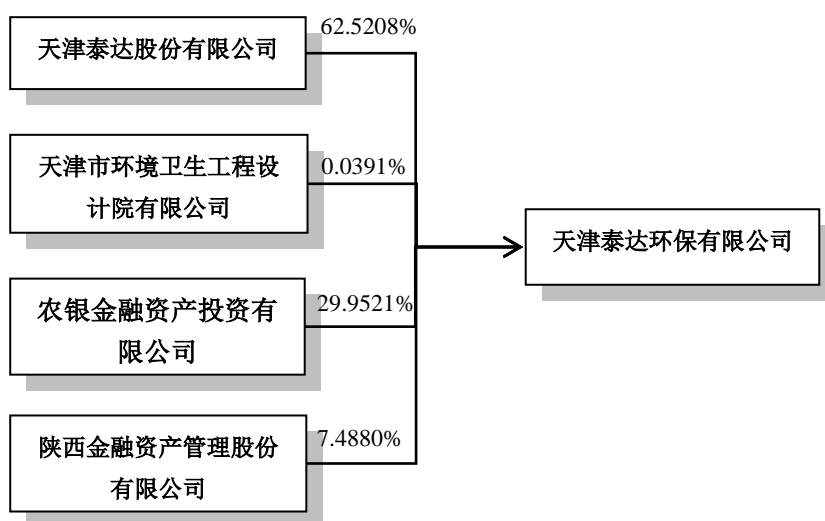 天津泰达股份有限公司
62.5208%
天津市环境卫生工程设
计院有限公司
0.0391%
农银金融资产投资有
限公司
29.9521%
陕西金融资产管理股份
有限公司
7.4880%
天津泰达环保有限公司